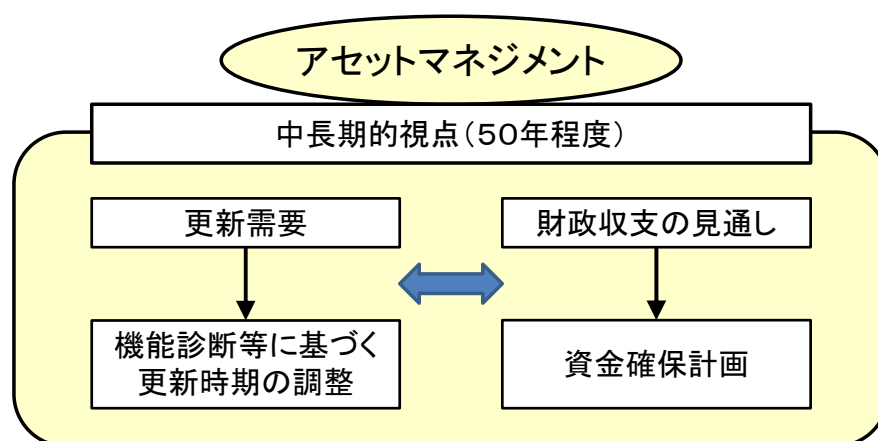 アセットマネジメント
中長期的視点（５０年程度）
更新需要
財政収支の見通し
機能診断等に基づく
更新時期の調整
資金確保計画